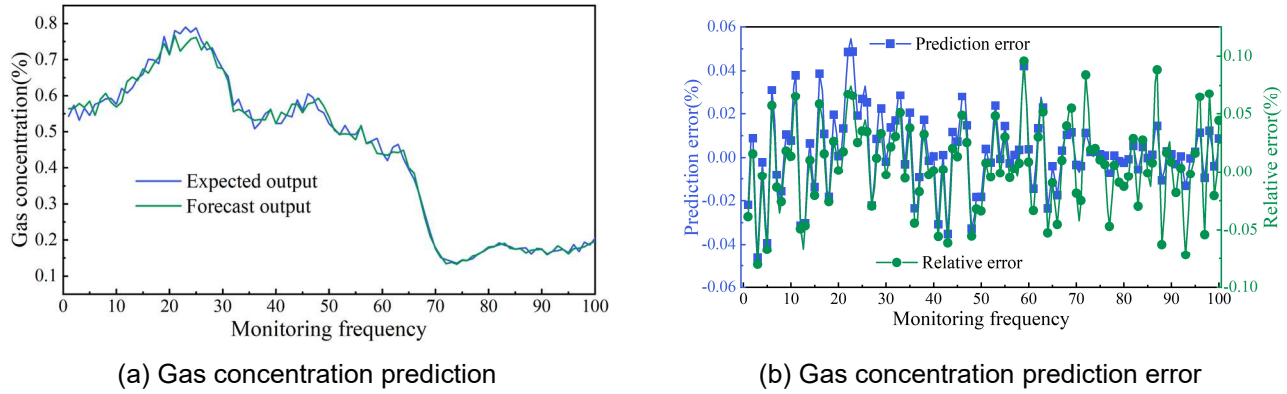 0.8
0.7
0.6
0.5
0.4
0.3
0.2
0.1
Gas concentration(%)
Expected output
Forecast output
0 10 20 30 40 50 60 70 80 90 100
Monitoring frequency
(a) Gas concentration prediction
0.06
0.04
0.02
0.00
-0.02
-0.04
-0.06
Prediction error(%)
Prediction error
Relative error
0.10
0.05
0.00
-0.05
-0.10
Relative error(%)
0 10 20 30 40 50 60 70 80 90 100
Monitoring frequency
(b) Gas concentration prediction error